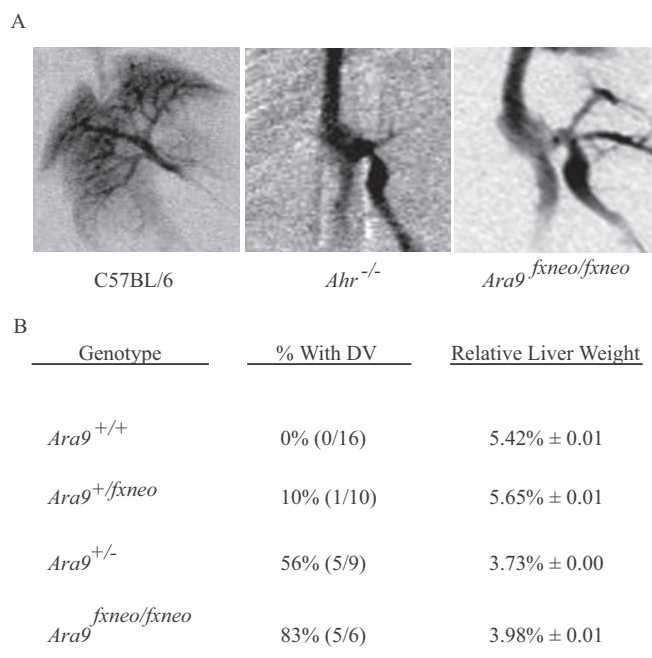 A
C57BL/6 Ahr -/- Ara9 fxneo/fxneo
B
Genotype % With DV Relative Liver Weight
Ara9 +/+ 0% (0/16) 5.42% ± 0.01
Ara9 +/fxneo 10% (1/10) 5.65% ± 0.01
Ara9 +/- 56% (5/9) 3.73% ± 0.00
Ara9 fxneo/fxneo 83% (5/6) 3.98% ± 0.01